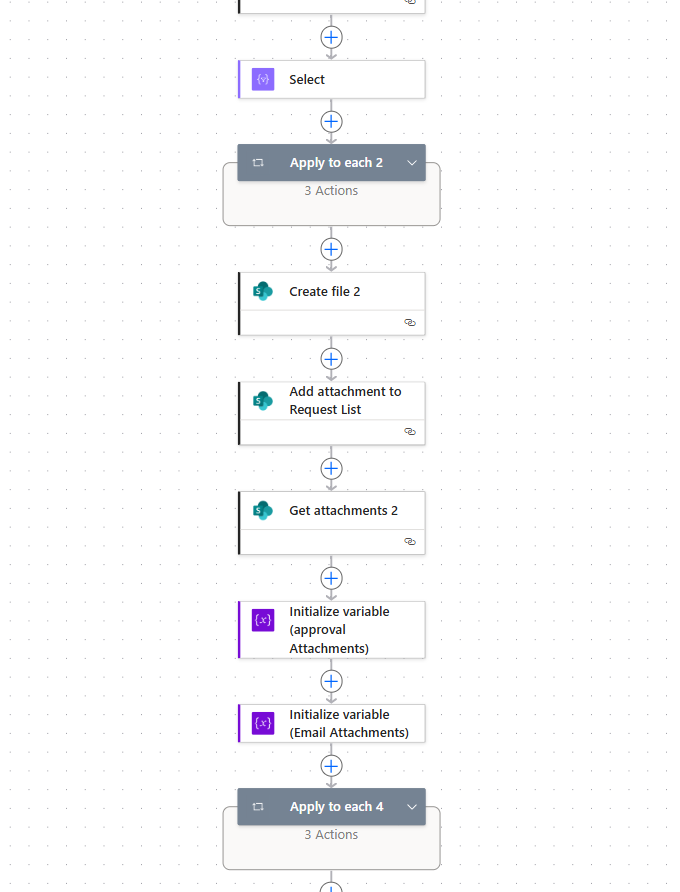 Select
Apply to each 2
3 Actions
Create file 2
Add attachment to
Request List
Get attachments 2
Initialize variable
(approval
Attachments)
Initialize variable
(Email Attachments)
Apply to each 4
3 Actions